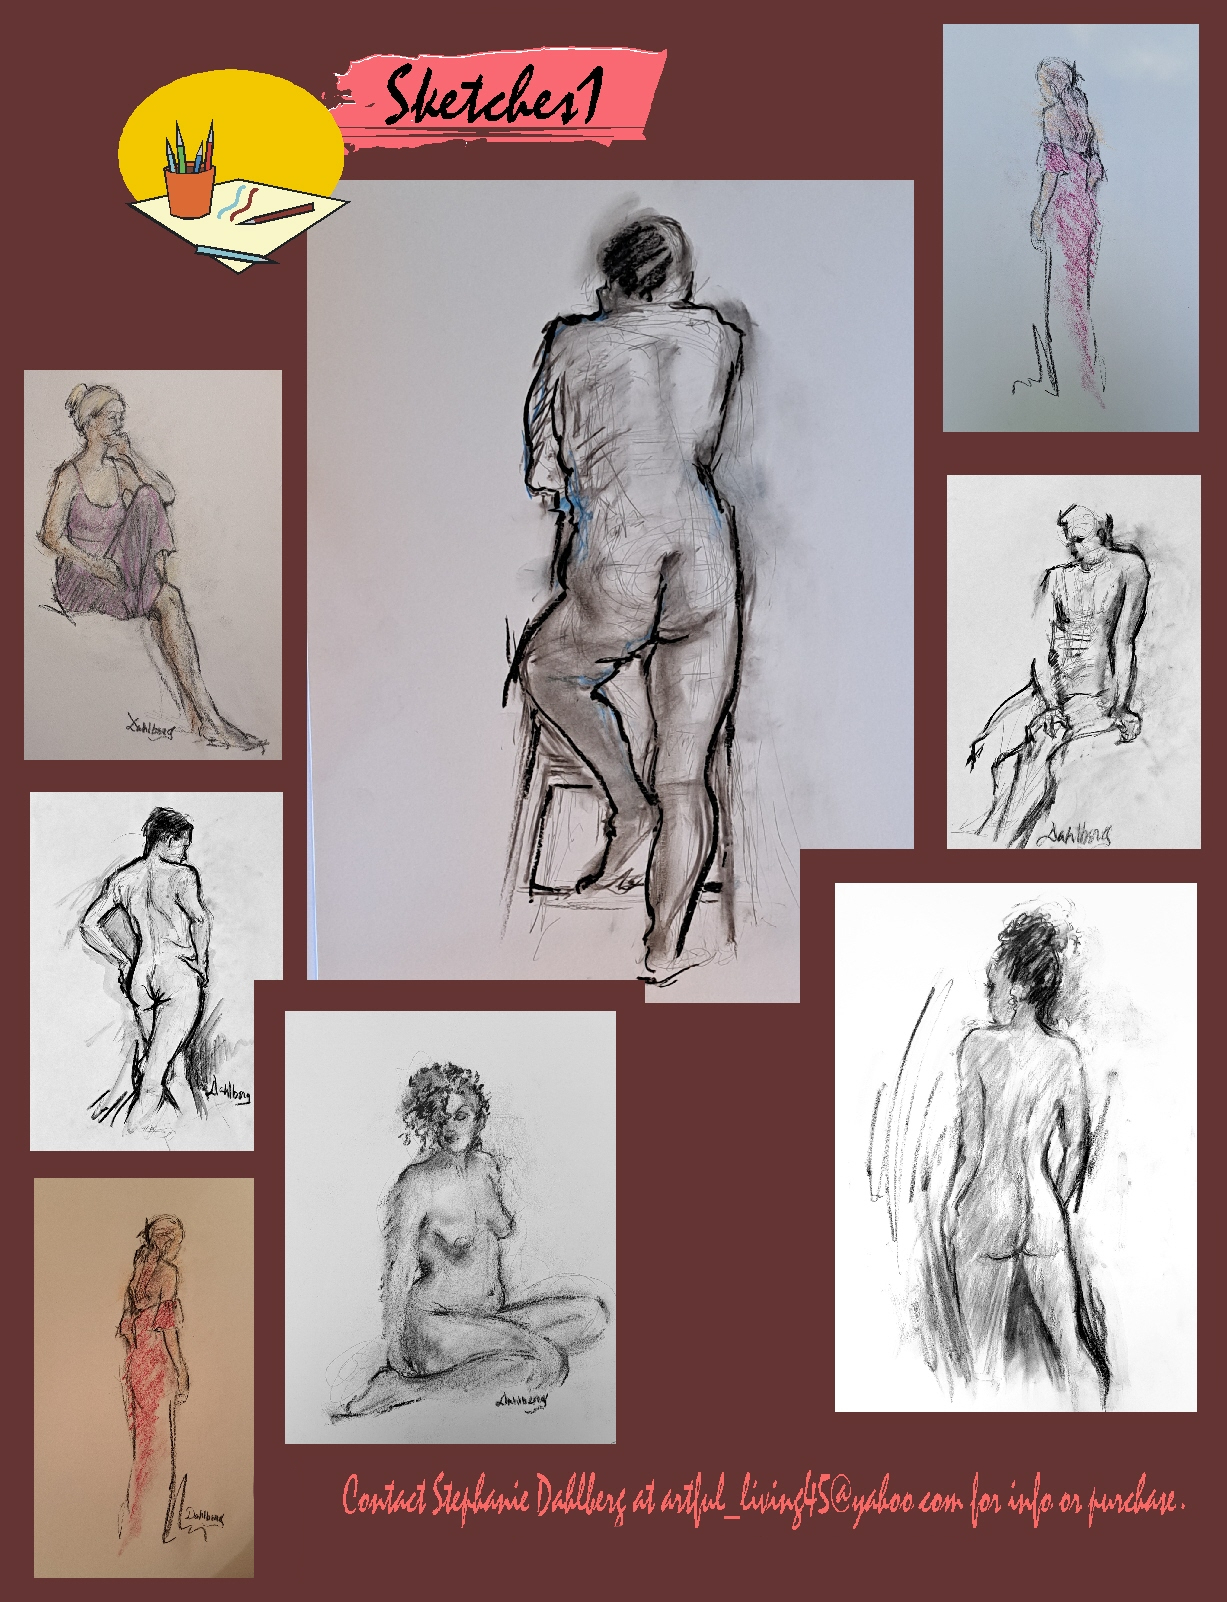 Sketches1
Dahlberg
Dahlberg
Dahlberg
Dahlberg
Dahlberg
Contact Stephanie Dahlberg at artful_living45@yahoo.com for info or purchase.